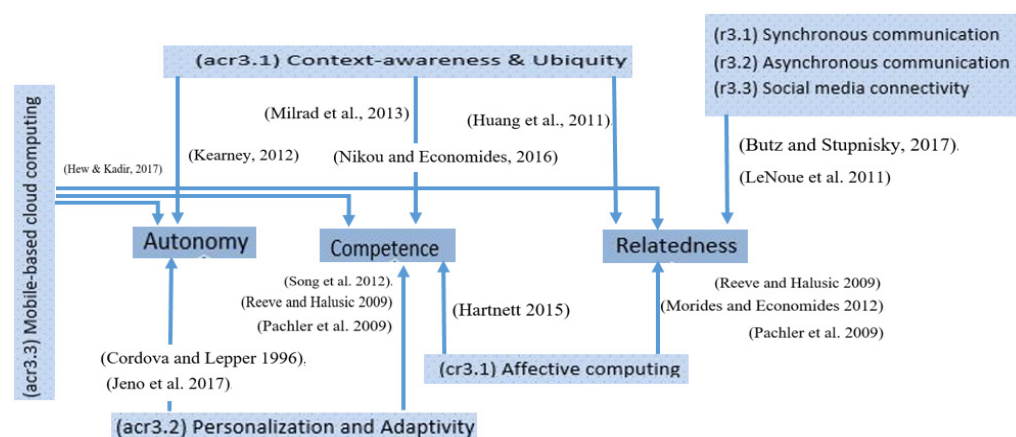 (r3.1) Synchronous communication
(r3.2) Asynchronous communication
(r3.3) Social media connectivity
(acr3.1) Context-awareness & Ubiquity
(acr3.3) Mobile-based cloud computing
(Milrad et al., 2013)
(Huang et al., 2011).
(Butz and Stupnisky, 2017).
(LeNoue et al. 2011)
(Kearney, 2012)
(Nikou and Economides, 2016)
(Hew & Kadir, 2017)
Autonomy
Competence
Relatedness
(Song et al. 2012).
(Reeve and Halusic 2009)
(Pachler et al. 2009)
(Hartnett 2015)
(Reeve and Halusic 2009)
(Morides and Economides 2012)
(Pachler et al. 2009)
(Cordova and Lepper 1996).
(Jeno et al. 2017)
(cr3.1) Affective computing
(acr3.2) Personalization and Adaptivity